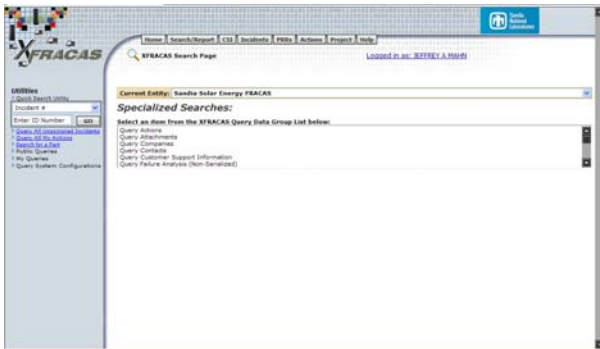 Sandia
National
Laboratories
XFRACAS
Home Search/Report CSI Incidents PRRs Actions Project Help
XFRACAS Search Page
Logged in as: JEFFREY A MAHN
Utilities
Quick Search Utility
Incident #
Enter ID Number GO
Query All Unassigned Incidents
Query All My Actions
Search for a Part
Public Queries
My Queries
Query System Configurations
Current Entity: Sandia Solar Energy FRACAS
Specialized Searches:
Select an item from the XFRACAS Query Data Group List below:
Query Actions
Query Attachments
Query Companies
Query Contacts
Query Customer Support Information
Query Failure Analysis (Non-Serialized)